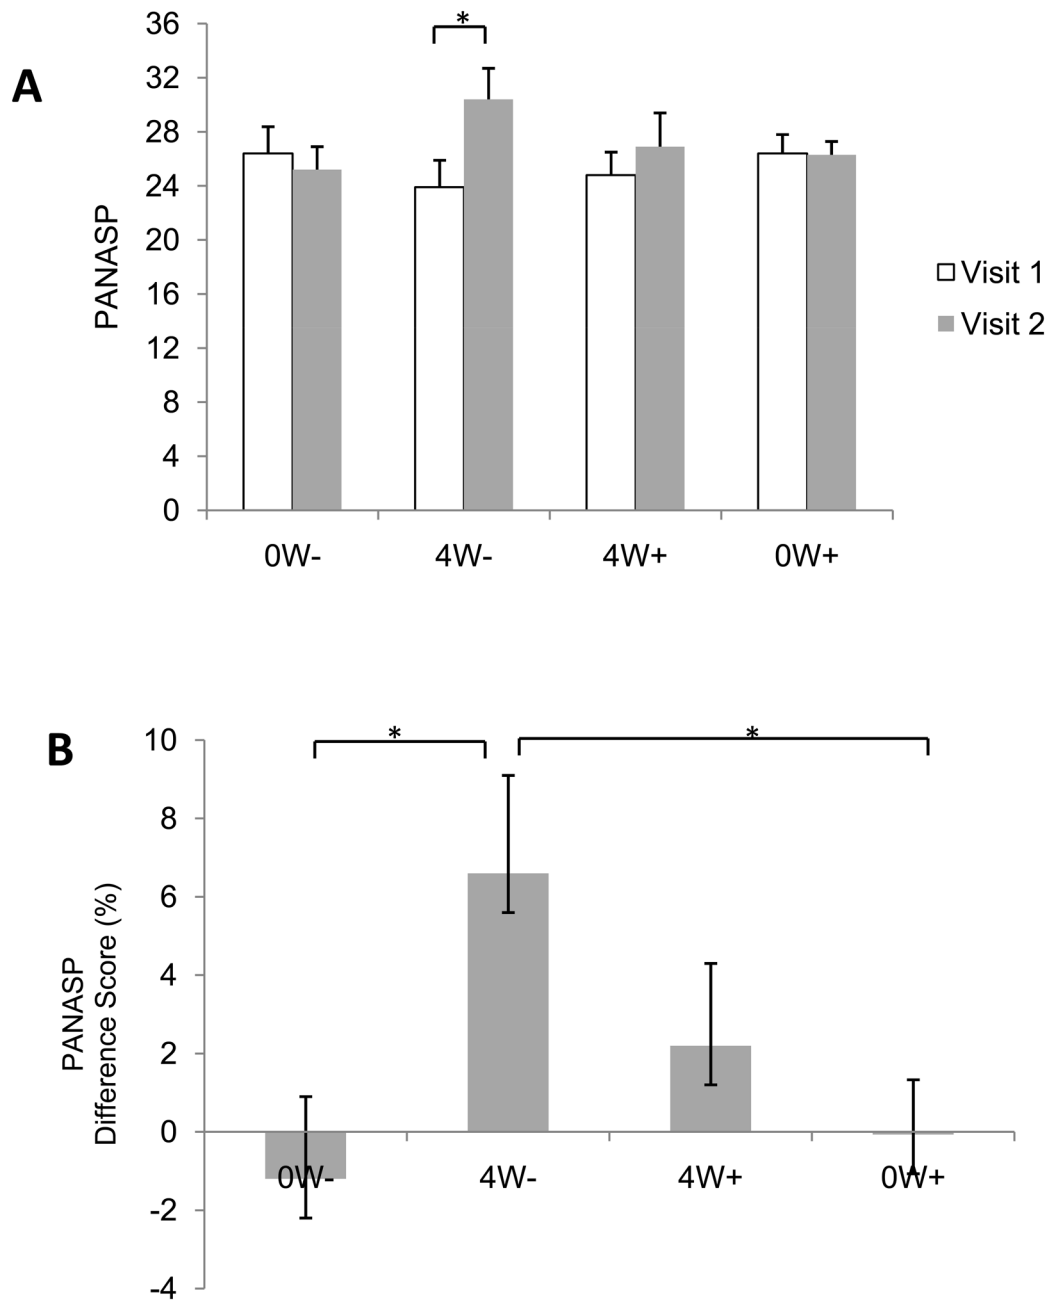 A
*
36
32
28
24
20
16
12
8
4
0
PANASP
0W- 4W- 4W+ 0W+
Visit 1
Visit 2
B
* *
10
8
6
4
2
0
-2
-4
PANASP
Difference Score (%)
0W- 4W- 4W+ 0W+